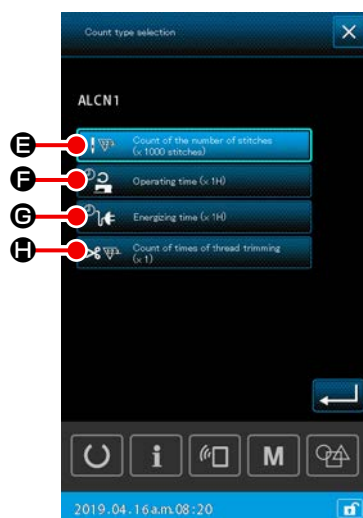 Count type selection
ALCN1
E
Count of the number of stitches
(x 1000 stitches)
F
Operating time (x 1H)
G
Energizing time (x 1H)
H
Count of times of thread trimming
(x 1)
i
M
2019.04.16a.m.08:20